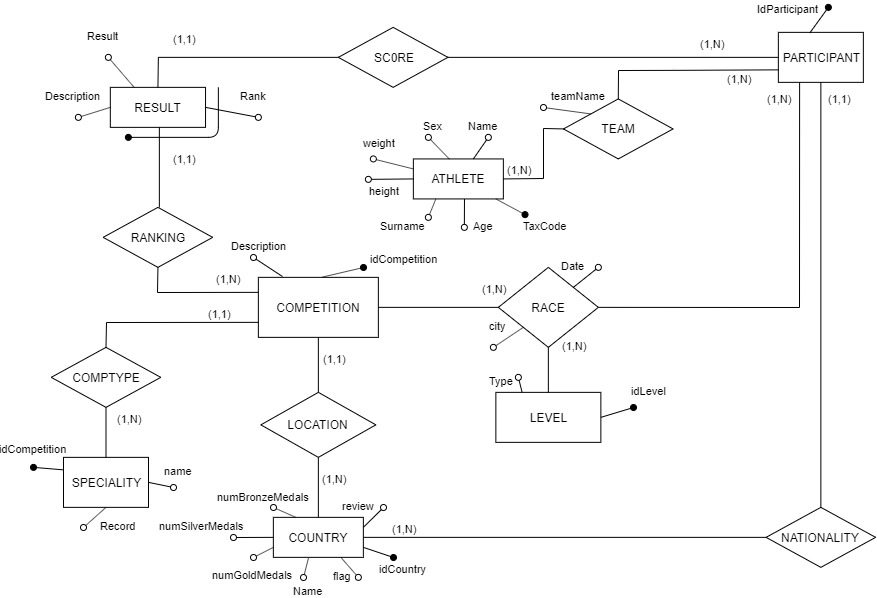 IdParticipant
Result
(1,1)
SC0RE
(1,N)
PARTICIPANT
(1,N)
Description
RESULT
Rank
teamName
(1,N)
(1,1)
TEAM
Sex
Name
weight
(1,1)
ATHLETE
(1,N)
height
Surname
Age
TaxCode
RANKING
Description
idCompetition
Date
(1,N)
(1,N)
COMPETITION
RACE
(1,1)
city
(1,N)
(1,1)
COMPTYPE
Type
idLevel
(1,N)
LOCATION
LEVEL
idCompetition
name
SPECIALITY
(1,N)
numBronzeMedals
review
Record
numSilverMedals
(1,N)
COUNTRY
NATIONALITY
numGoldMedals
flag
idCountry
Name